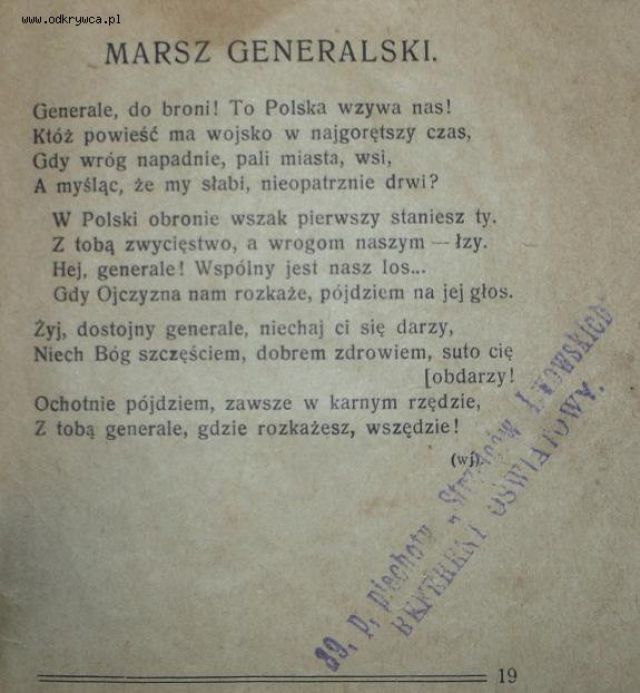 www.odkrywca.pl
MARSZ GENERALSKI.
Generale, do broni! To Polska wzywa nas!
Któż powieść ma wojsko w najgorętszy czas,
Gdy wróg napadnie, pali miasta, wsi,
A myśląc, że my słabi, nieopatrznie drwi?
W Polski obronie wszak pierwszy staniesz ty.
Z tobą zwycięstwo, a wrogom naszym — łzy.
Hej, generale! Wspólny jest nasz los...
Gdy Ojczyzna nam rozkaże, pójdziem na jej głos.
Żyj, dostojny generale, niechaj ci się darzy,
Niech Bóg szczęściem, dobrem zdrowiem, suto cię
[obdarzy!
Ochotnie pójdziem, zawsze w karnym rzędzie,
Z tobą generale, gdzie rozkażesz, wszędzie!
(wj)
p. piechoty Strzelców Lwowskich
REFERENT OŚWIATOWY.
19